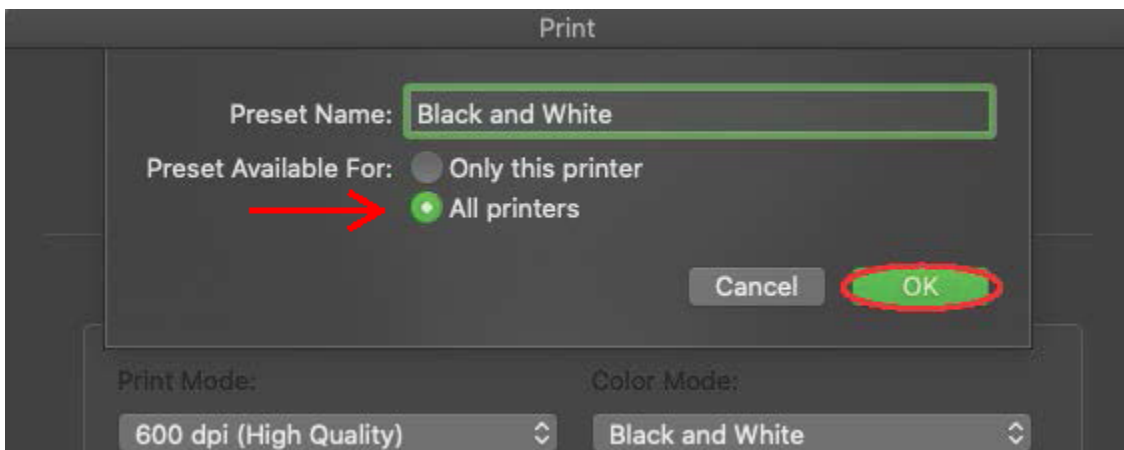 Print
Preset Name: Black and White
Preset Available For: Only this printer
All printers
Cancel OK
Print Mode: Color Mode:
600 dpi (High Quality) Black and White